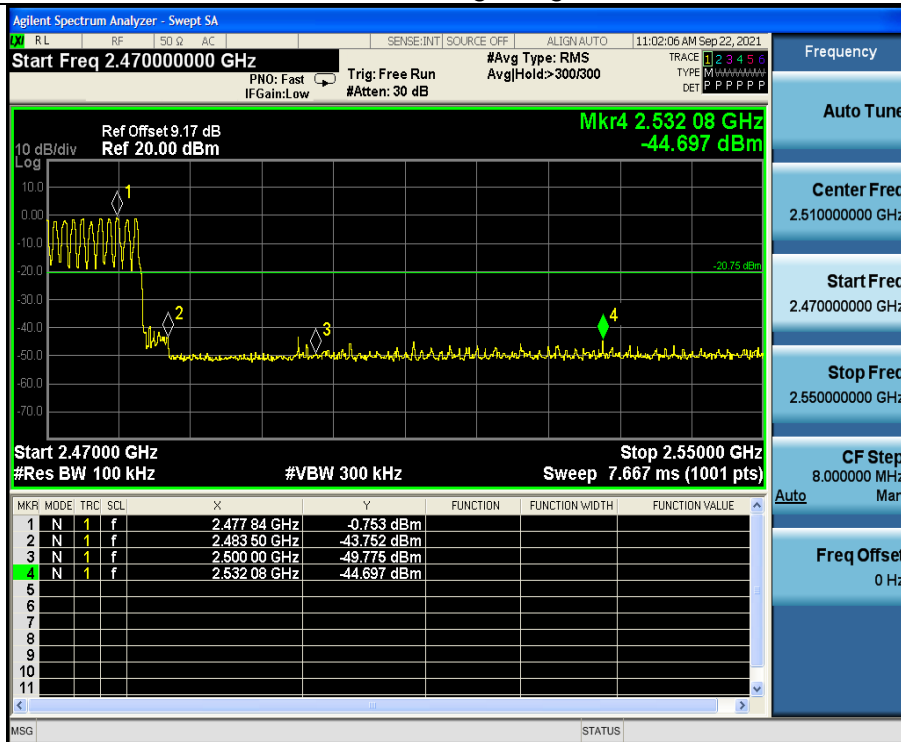 Agilent Spectrum Analyzer - Swept SA
LXI RL RF 50 Ω AC SENSE:INT SOURCE OFF ALIGN AUTO 11:02:06 AM Sep 22, 2021
Start Freq 2.470000000 GHz
#Avg Type: RMS
TRACE 1 2 3 4 5 6
PNO: Fast Trig: Free Run Avg|Hold:>300/300
TYPE M
IFGain:Low #Atten: 30 dB
DET P P P P P P
Ref Offset 9.17 dB
Mkr4 2.532 08 GHz
10 dB/div Ref 20.00 dBm
-44.697 dBm
Log
10.0
0.00
-10.0
-20.0
-30.0
-40.0
-50.0
-60.0
-70.0
1
2
3
4
-20.75 dBm
Start 2.47000 GHz Stop 2.55000 GHz
#Res BW 100 kHz #VBW 300 kHz Sweep 7.667 ms (1001 pts)
MKR MODE TRC SCL X Y FUNCTION FUNCTION WIDTH FUNCTION VALUE
1 N 1 f 2.477 84 GHz -0.753 dBm
2 N 1 f 2.483 50 GHz -43.752 dBm
3 N 1 f 2.500 00 GHz -49.775 dBm
4 N 1 f 2.532 08 GHz -44.697 dBm
5
6
7
8
9
10
11
MSG STATUS
Frequency
Auto Tune
Center Freq
2.510000000 GHz
Start Freq
2.470000000 GHz
Stop Freq
2.550000000 GHz
CF Step
8.000000 MHz
Auto Man
Freq Offset
0 Hz